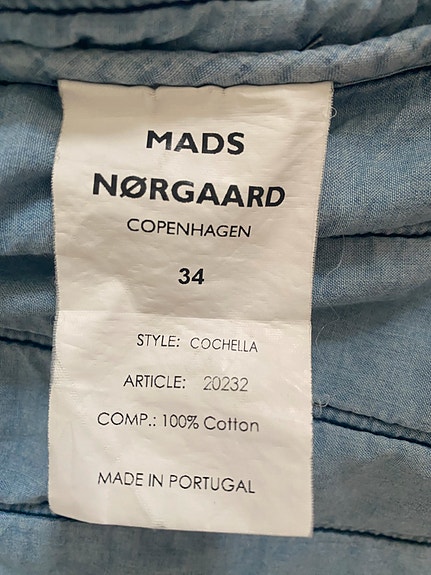 MADS
NØRGAARD
COPENHAGEN
34
STYLE: COCHELLA
ARTICLE: 20232
COMP.: 100% Cotton
MADE IN PORTUGAL